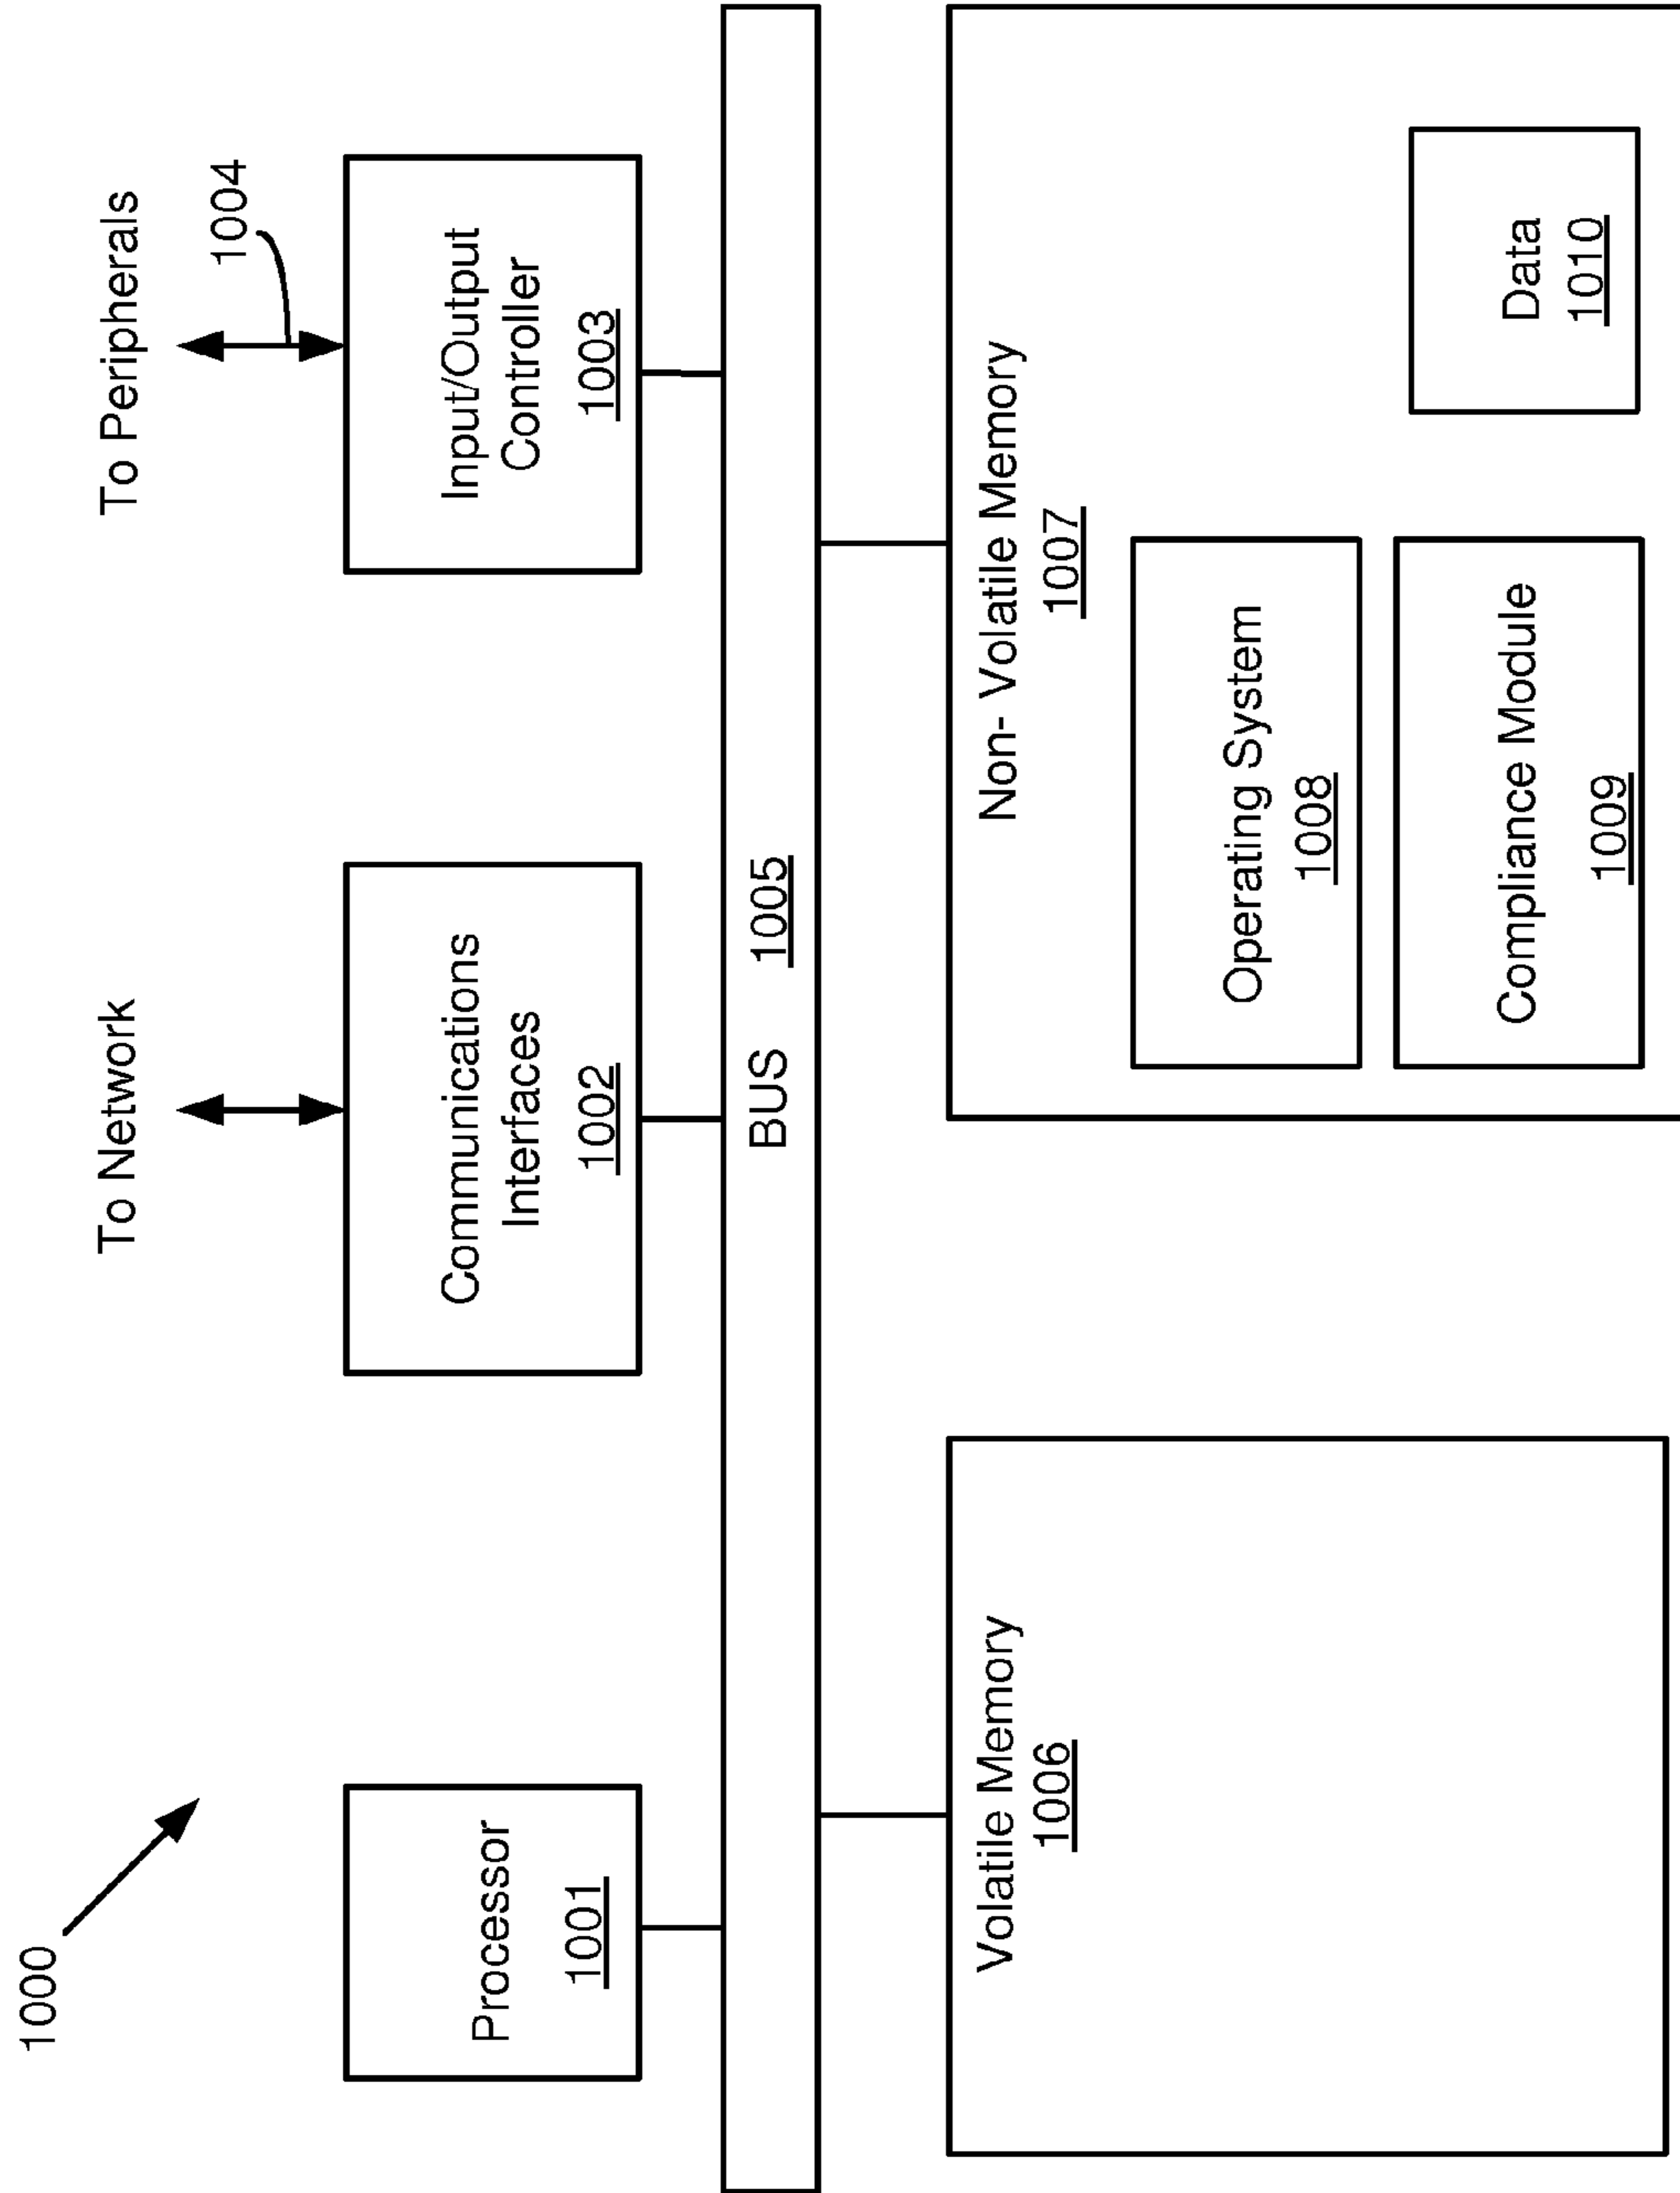 1000
To Network
To Peripherals
1004
Processor
1001
Communications
Interfaces
1002
Input/Output
Controller
1003
BUS
1005
Volatile Memory
1006
Non- Volatile Memory
1007
Operating System
1008
Compliance Module
1009
Data
1010